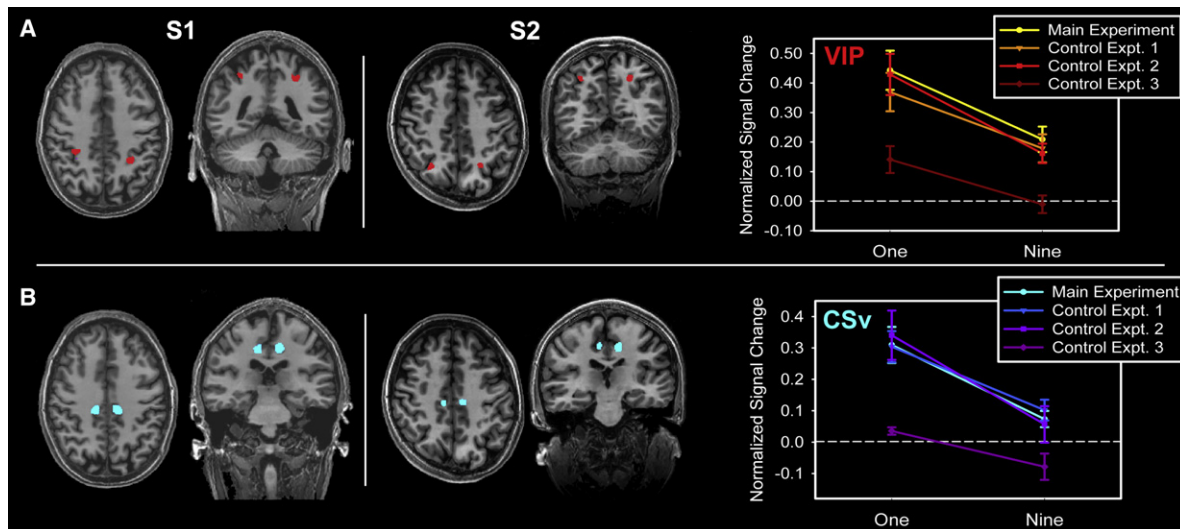 A
S1
S2
VIP
Main Experiment
Control Expt. 1
Control Expt. 2
Control Expt. 3
Normalized Signal Change
0.50
0.40
0.30
0.20
0.10
0.00
-0.10
One
Nine
B
CSv
Main Experiment
Control Expt. 1
Control Expt. 2
Control Expt. 3
Normalized Signal Change
0.4
0.3
0.2
0.1
0.0
-0.1
One
Nine